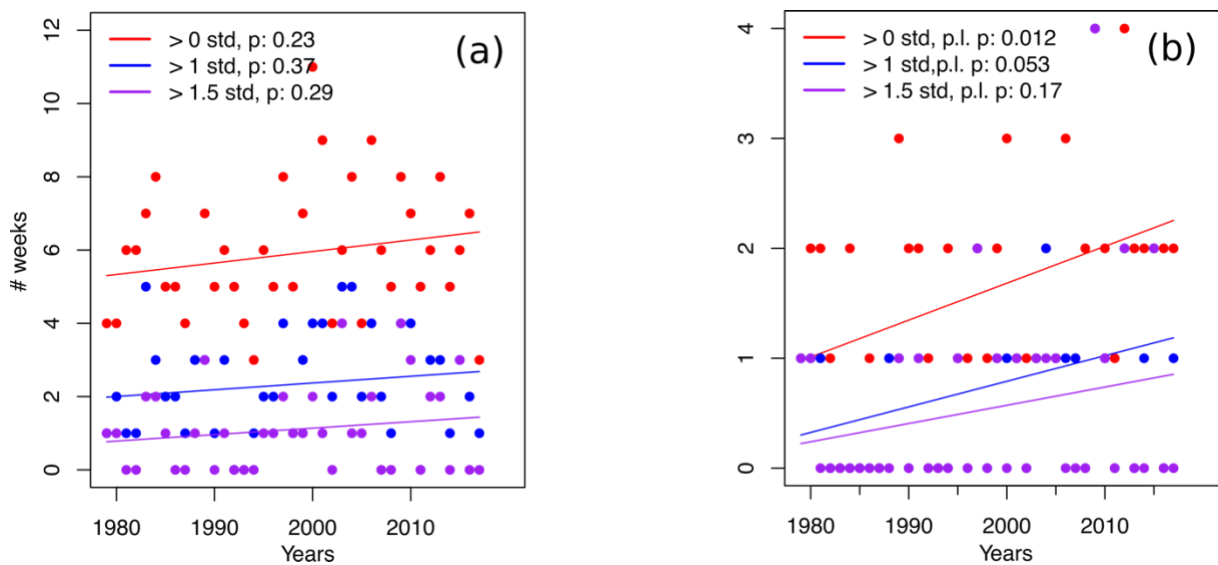 > 0 std, p: 0.23
> 1 std, p: 0.37
> 1.5 std, p: 0.29
(a)
12
10
8
6
4
2
0
# weeks
1980 1990 2000 2010
Years
> 0 std, p.l. p: 0.012
> 1 std,p.l. p: 0.053
> 1.5 std, p.l. p: 0.17
(b)
4
3
2
1
0
1980 1990 2000 2010
Years